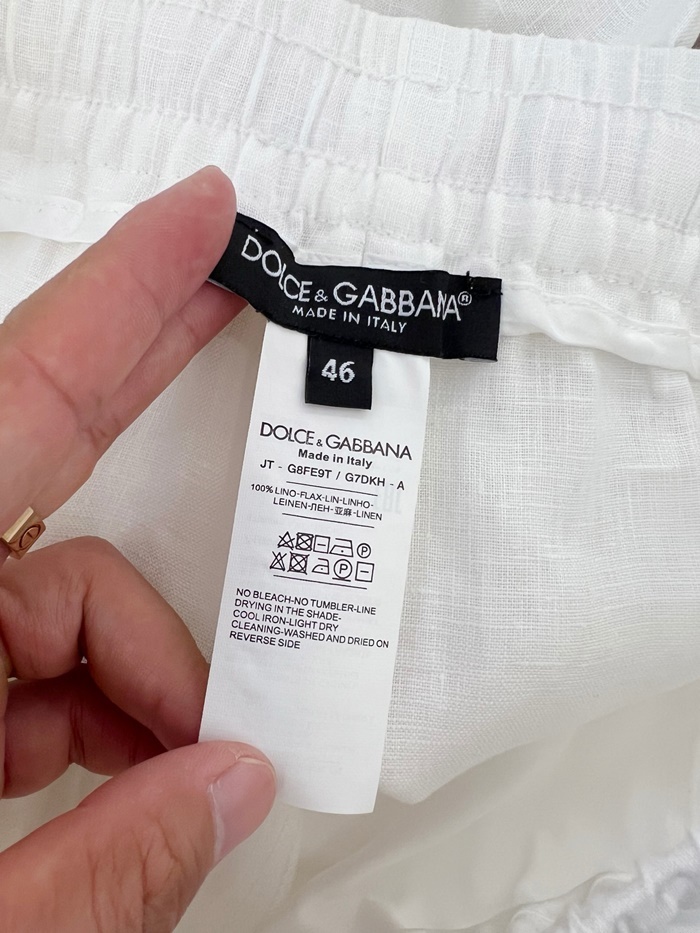 DOLCE & GABBANA®
MADE IN ITALY
46
DOLCE & GABBANA
Made in Italy
JT - G8FE9T / G7DKH - A
100% LINO-FLAX-LIN-LINHO-
LEINEN-ЛЕН-亚麻-LINEN
P
P
NO BLEACH-NO TUMBLER-LINE
DRYING IN THE SHADE-
COOL IRON-LIGHT DRY
CLEANING-WASHED AND DRIED ON
REVERSE SIDE